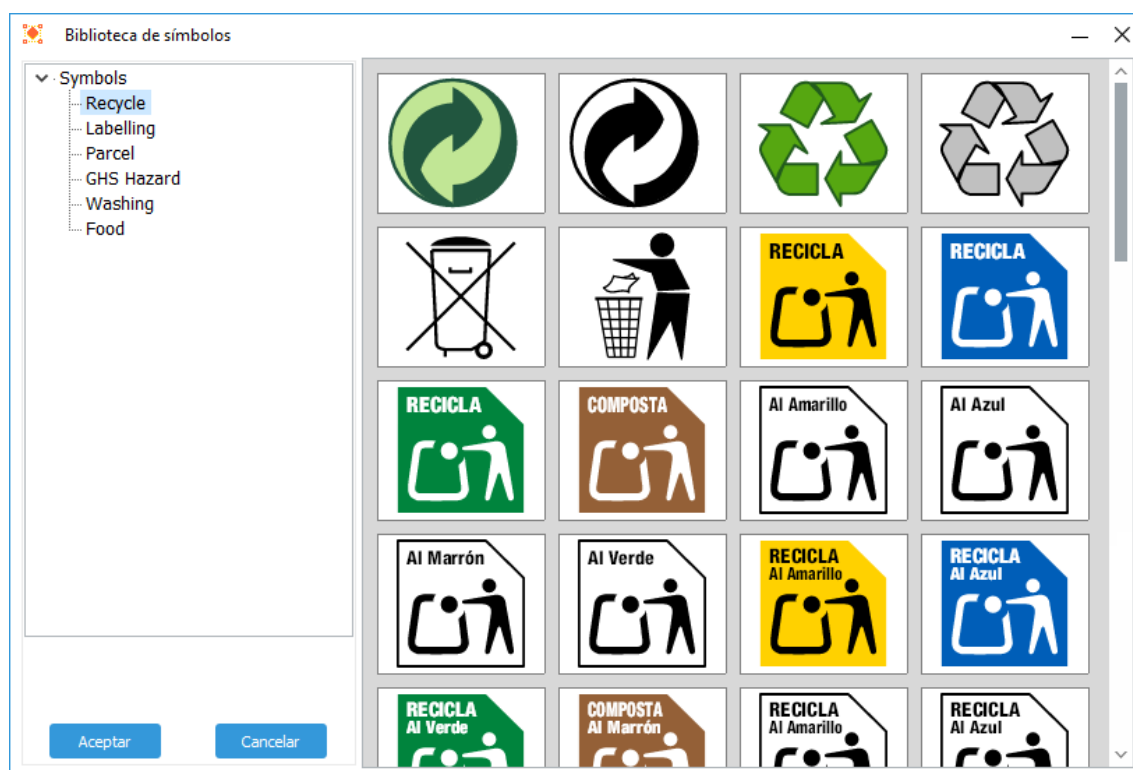 Biblioteca de símbolos
Symbols
Recycle
Labelling
Parcel
GHS Hazard
Washing
Food
RECICLA
RECICLA
RECICLA
COMPOSTA
Al Amarillo
Al Azul
Al Marrón
Al Verde
RECICLA
Al Amarillo
RECICLA
Al Azul
RECICLA
Al Verde
COMPOSTA
Al Marrón
RECICLA
Al Amarillo
RECICLA
Al Azul
Aceptar
Cancelar